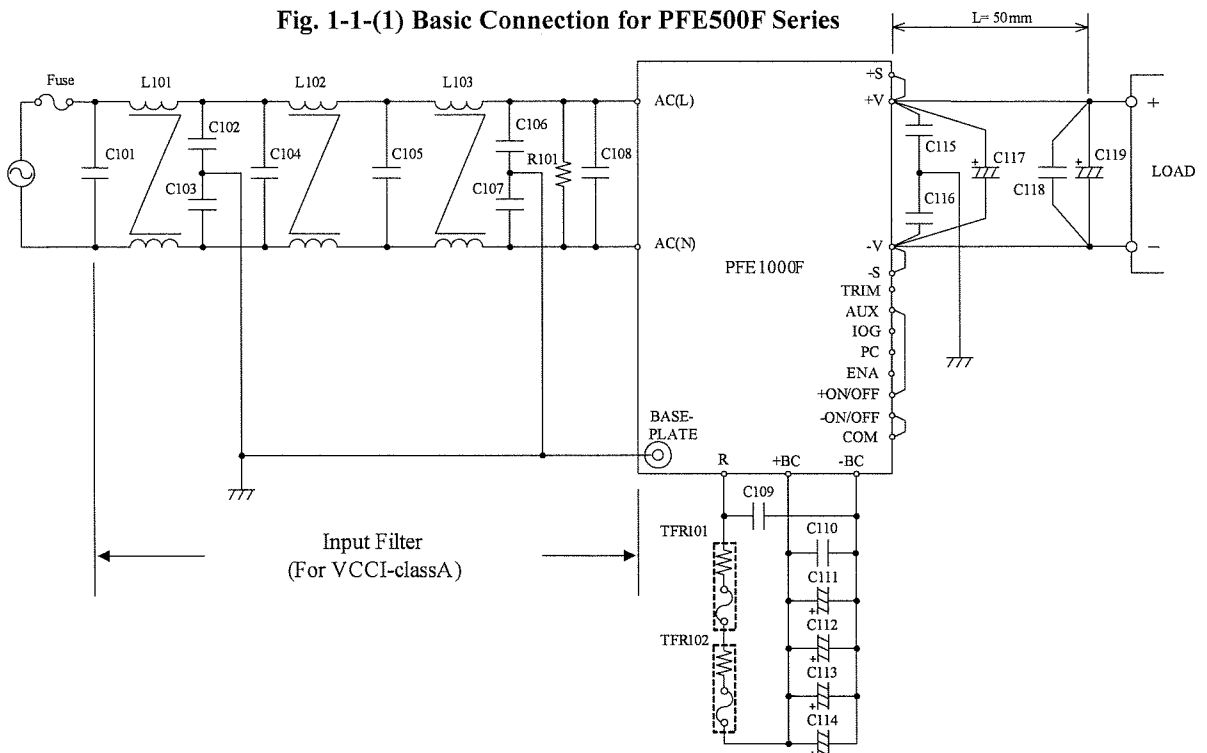 Fig. 1-1-(1) Basic Connection for PFE500F Series
L= 50mm
Fuse
L101
L102
L103
+S
AC(L)
+V
+
C102
C106
C115
C101
C104
C105
R101
C108
C117
C119
LOAD
C103
C107
C116
C118
+
+
AC(N)
-V
−
PFE1000F
-S
TRIM
AUX
IOG
PC
ENA
+ON/OFF
BASE-
PLATE
-ON/OFF
COM
R
+BC
-BC
C109
TFR101
C110
Input Filter
(For VCCI-classA)
C111
+
C112
TFR102
+
C113
+
C114
+